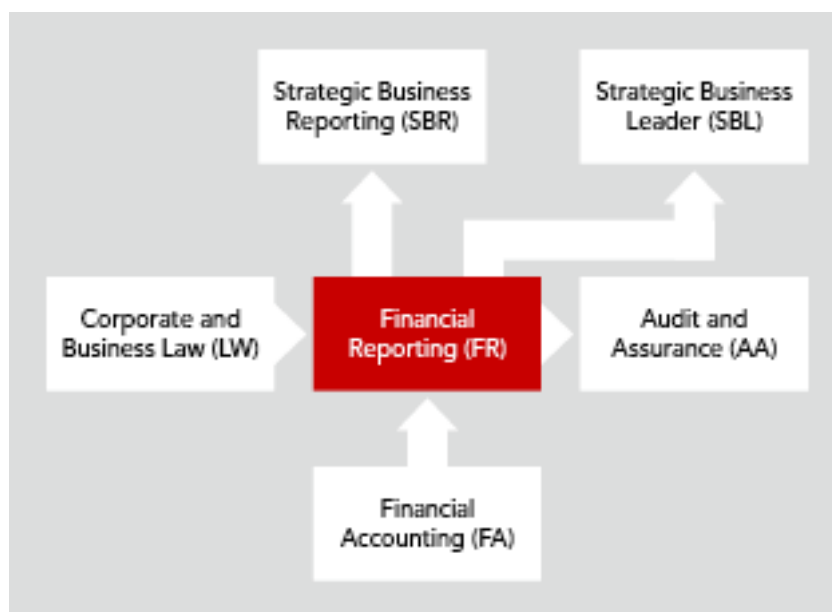 Strategic Business
Reporting (SBR)
Strategic Business
Leader (SBL)
Corporate and
Business Law (LW)
Financial
Reporting (FR)
Audit and
Assurance (AA)
Financial
Accounting (FA)